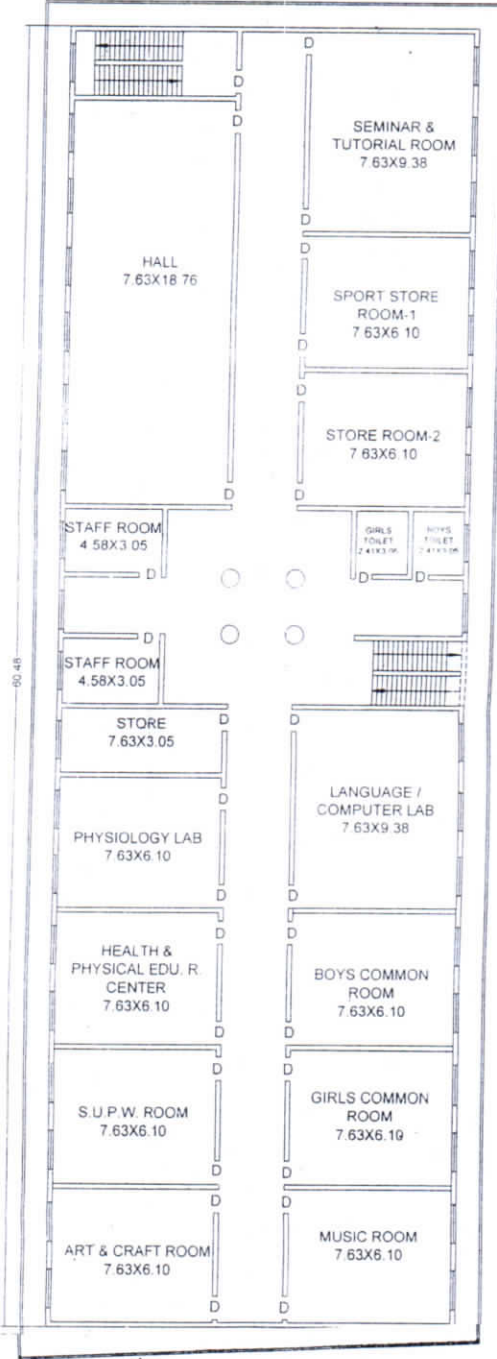 D
D
D
SEMINAR &
TUTORIAL ROOM
7.63X9.38
HALL
7.63X18.76
D
D
SPORT STORE
ROOM-1
7.63X6.10
D
D
STORE ROOM-2
7.63X6.10
D
D
STAFF ROOM
4.58X3.05
D
GIRLS
TOILET
D
BOYS
TOILET
D
60.48
D
STAFF ROOM
4.58X3.05
STORE
7.63X3.05
D
D
D
PHYSIOLOGY LAB
7.63X6.10
LANGUAGE /
COMPUTER LAB
7.63X9.38
D
D
D
D
HEALTH &
PHYSICAL EDU. R.
CENTER
7.63X6.10
BOYS COMMON
ROOM
7.63X6.10
D
D
D
D
S.U.P.W. ROOM
7.63X6.10
GIRLS COMMON
ROOM
7.63X6.10
D
D
D
D
ART & CRAFT ROOM
7.63X6.10
MUSIC ROOM
7.63X6.10
D
D